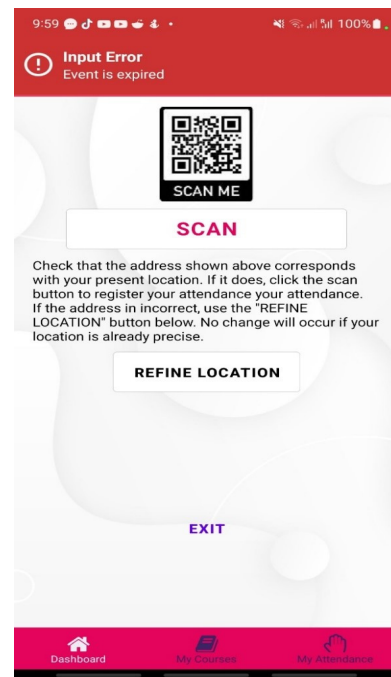 9:59
100%
Input Error
Event is expired
SCAN ME
SCAN
Check that the address shown above corresponds
with your present location. If it does, click the scan
button to register your attendance your attendance.
If the address in incorrect, use the "REFINE
LOCATION" button below. No change will occur if your
location is already precise.
REFINE LOCATION
EXIT
Dashboard
My Courses
My Attendance